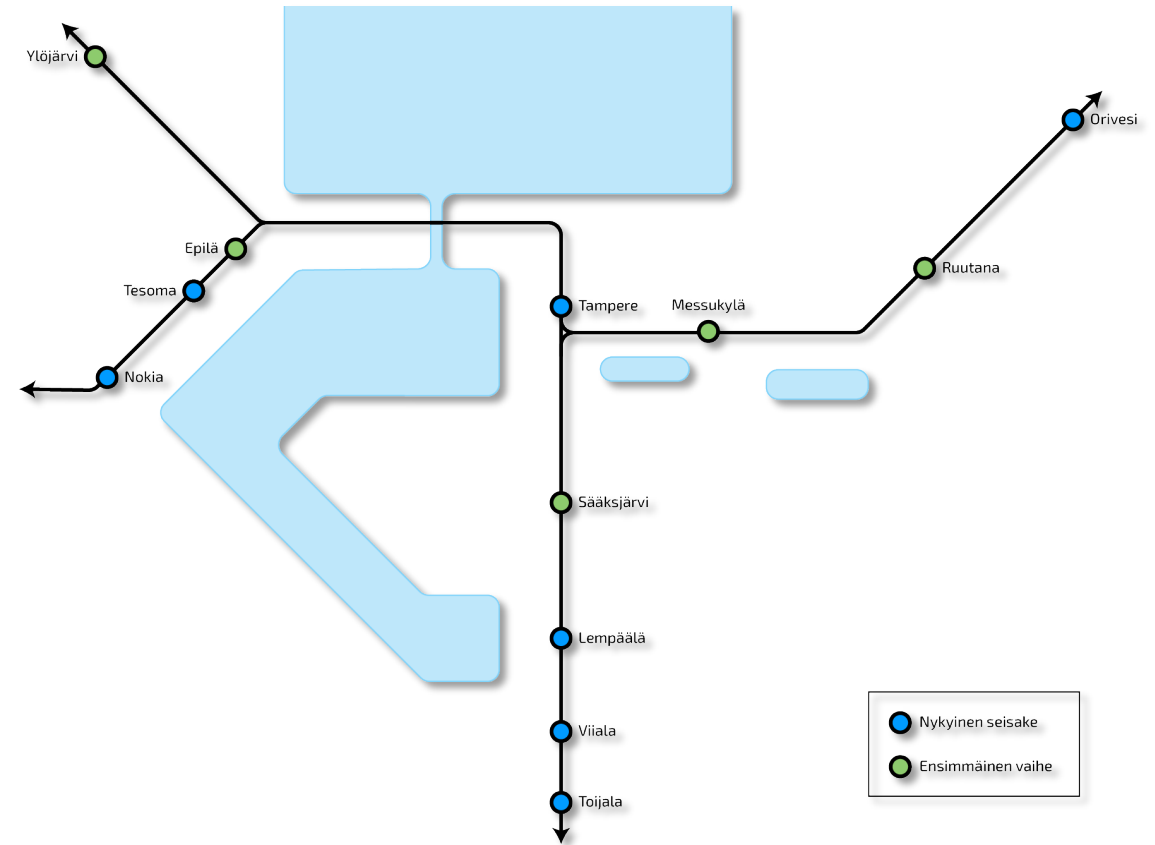 Ylöjärvi
Orivesi
Epilä
Ruutana
Tesoma
Tampere
Messukylä
Nokia
Sääksjärvi
Lempäälä
Viiala
Toijala
Nykyinen seisake
Ensimmäinen vaihe